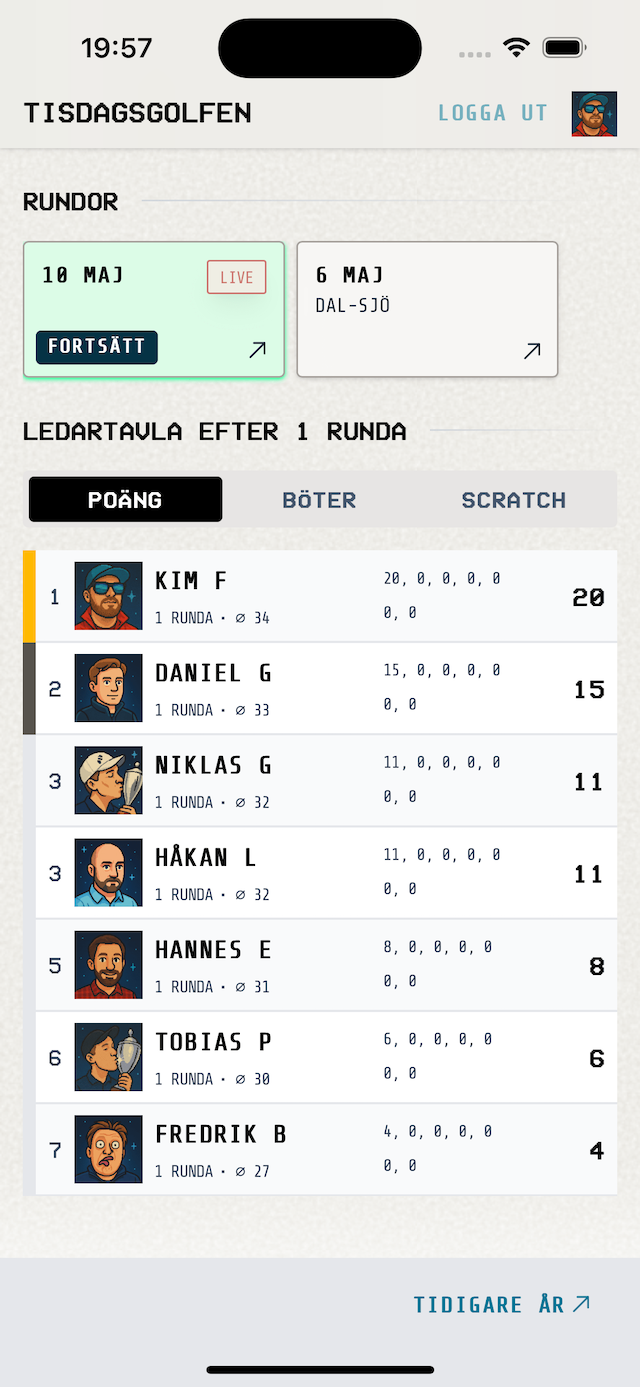 19:57
TISDAGSGOLFEN
LOGGA UT
RUNDOR
10 MAJ
LIVE
FORTSÄTT
6 MAJ
DAL-SJÖ
LEDARTAVLA EFTER 1 RUNDA
POÄNG
BÖTER
SCRATCH
1
KIM F
1 RUNDA · ∅ 34
20, 0, 0, 0, 0
0, 0
20
2
DANIEL G
1 RUNDA · ∅ 33
15, 0, 0, 0, 0
0, 0
15
3
NIKLAS G
1 RUNDA · ∅ 32
11, 0, 0, 0, 0
0, 0
11
3
HÅKAN L
1 RUNDA · ∅ 32
11, 0, 0, 0, 0
0, 0
11
5
HANNES E
1 RUNDA · ∅ 31
8, 0, 0, 0, 0
0, 0
8
6
TOBIAS P
1 RUNDA · ∅ 30
6, 0, 0, 0, 0
0, 0
6
7
FREDRIK B
1 RUNDA · ∅ 27
4, 0, 0, 0, 0
0, 0
4
TIDIGARE ÅR